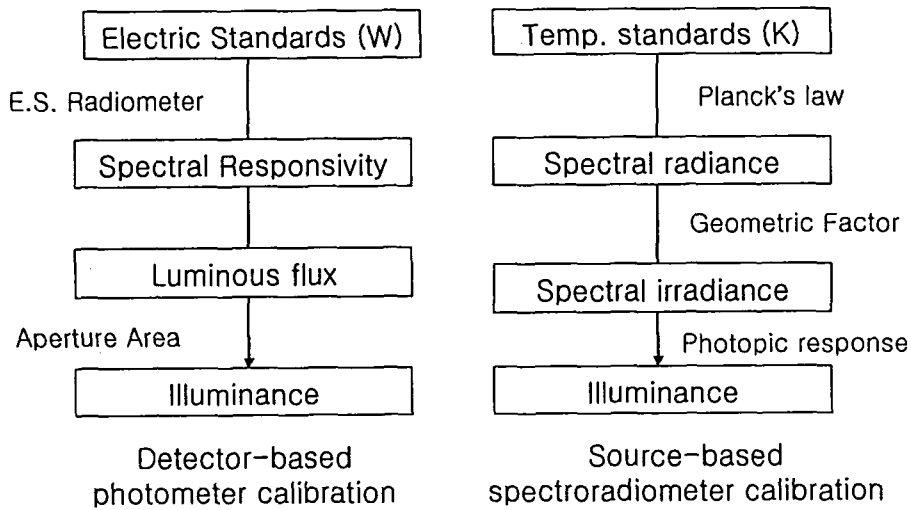 Electric Standards (W)
E.S. Radiometer
Spectral Responsivity
Luminous flux
Aperture Area
Illuminance
Detector-based
photometer calibration
Temp. standards (K)
Planck's law
Spectral radiance
Geometric Factor
Spectral irradiance
Photopic response
Illuminance
Source-based
spectroradiometer calibration